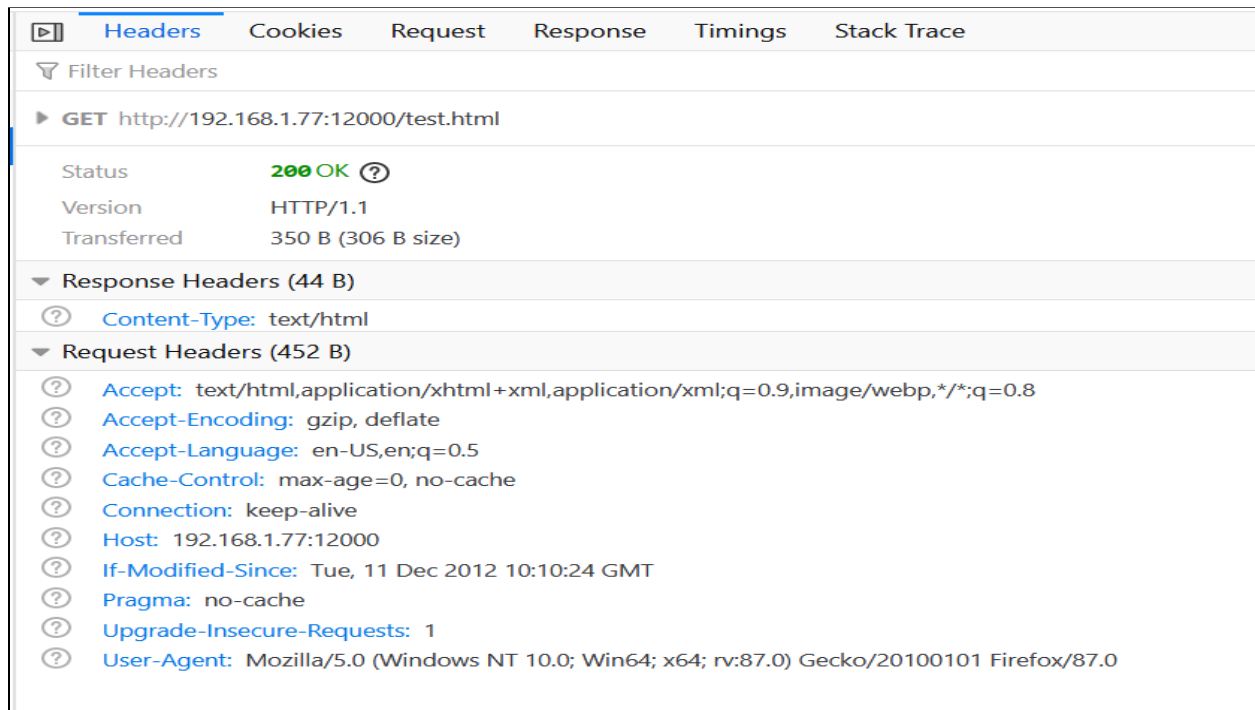 Headers Cookies Request Response Timings Stack Trace
Filter Headers
GET http://192.168.1.77:12000/test.html
Status 200 OK ?
Version HTTP/1.1
Transferred 350 B (306 B size)
Response Headers (44 B)
? Content-Type: text/html
Request Headers (452 B)
? Accept: text/html,application/xhtml+xml,application/xml;q=0.9,image/webp,*/*;q=0.8
? Accept-Encoding: gzip, deflate
? Accept-Language: en-US,en;q=0.5
? Cache-Control: max-age=0, no-cache
? Connection: keep-alive
? Host: 192.168.1.77:12000
? If-Modified-Since: Tue, 11 Dec 2012 10:10:24 GMT
? Pragma: no-cache
? Upgrade-Insecure-Requests: 1
? User-Agent: Mozilla/5.0 (Windows NT 10.0; Win64; x64; rv:87.0) Gecko/20100101 Firefox/87.0